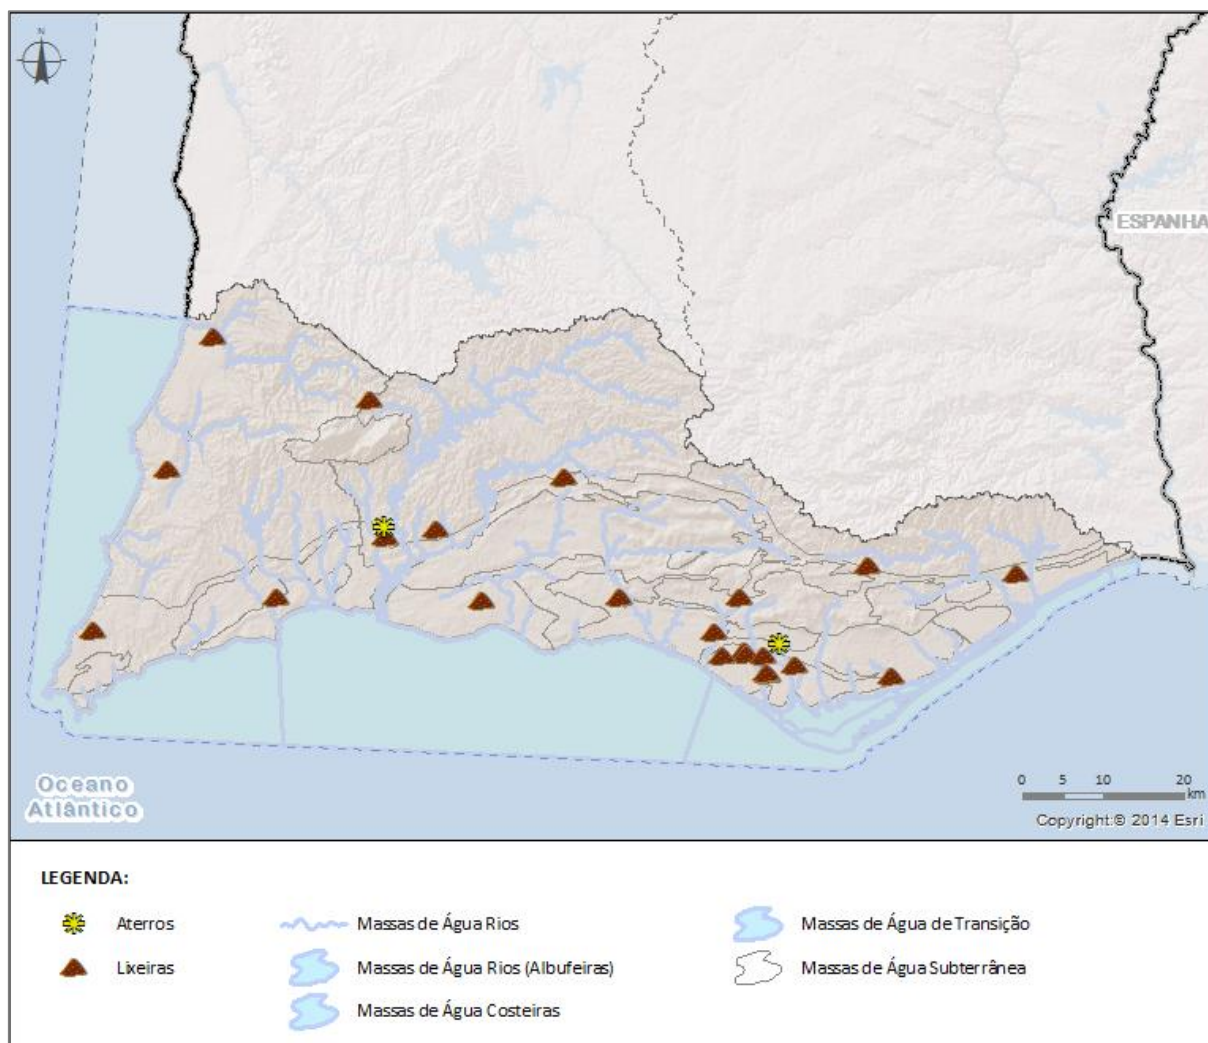 N
ESPANHA
Oceano
Atlântico
0 5 10 20
km
Copyright:© 2014 Esri
LEGENDA:
Aterros
Massas de Água Rios
Massas de Água de Transição
Lixeiras
Massas de Água Rios (Albufeiras)
Massas de Água Subterrânea
Massas de Água Costeiras